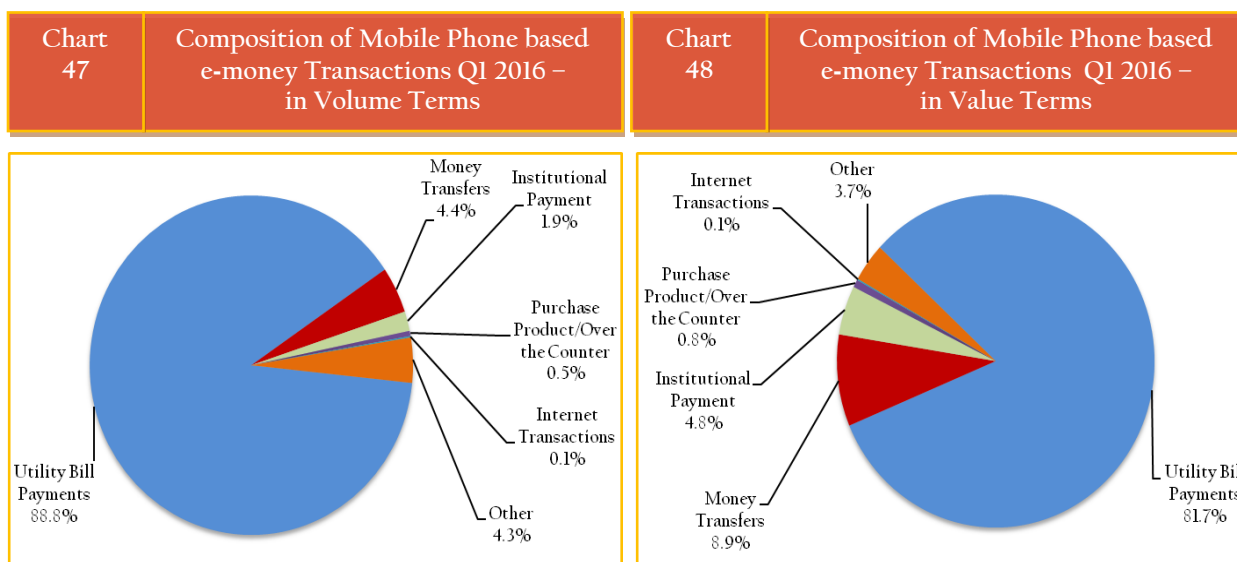 Chart
47
Composition of Mobile Phone based
e-money Transactions Q1 2016 –
in Volume Terms
Chart
48
Composition of Mobile Phone based
e-money Transactions Q1 2016 –
in Value Terms
Money
Transfers
4.4%
Institutional
Payment
1.9%
Purchase
Product/Over
the Counter
0.5%
Internet
Transactions
0.1%
Other
4.3%
Utility Bill
Payments
88.8%
Other
3.7%
Internet
Transactions
0.1%
Purchase
Product/Over
the Counter
0.8%
Institutional
Payment
4.8%
Money
Transfers
8.9%
Utility Bill
Payments
81.7%